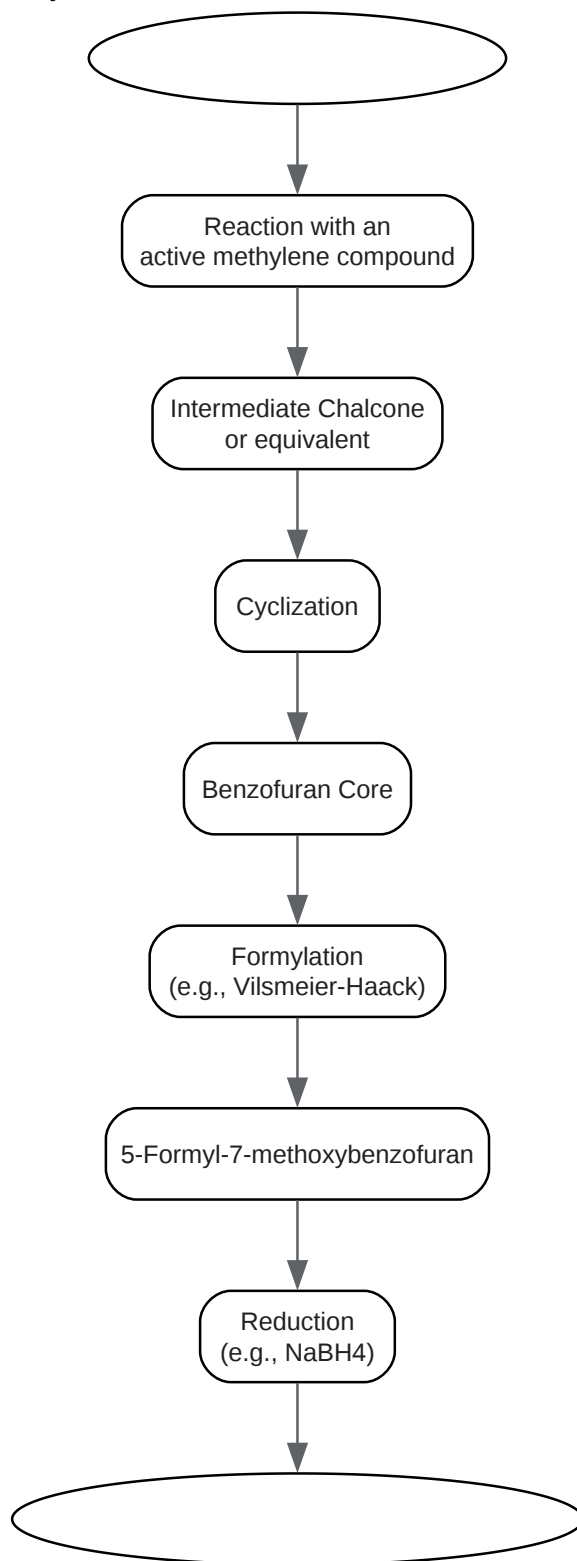 Reaction with an
active methylene compound
Intermediate Chalcone
or equivalent
Cyclization
Benzofuran Core
Formylation
(e.g., Vilsmeier-Haack)
5-Formyl-7-methoxybenzofuran
Reduction
(e.g., NaBH4)